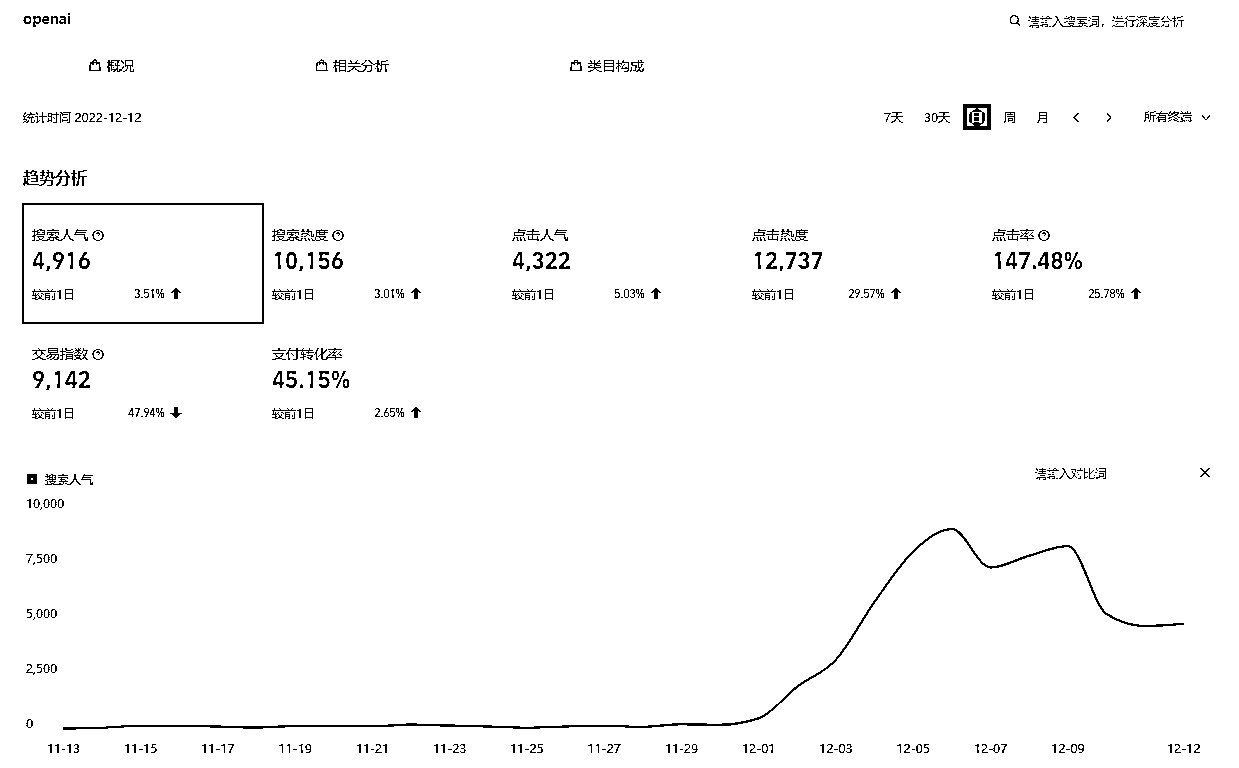 openai
请输入搜索词，进行深度分析
概况 相关分析 类目构成
统计时间 2022-12-12
7天 30天 日 周 月 < > 所有终端
趋势分析
搜索人气 搜索热度 点击人气 点击热度 点击率
4,916 10,156 4,322 12,737 147.48%
较前1日 3.51% 较前1日 3.01% 较前1日 5.03% 较前1日 29.57% 较前1日 25.78%
交易指数 支付转化率
9,142 45.15%
较前1日 47.94% 较前1日 2.65%
搜索人气 请输入对比词
10,000
7,500
5,000
2,500
0
11-13 11-15 11-17 11-19 11-21 11-23 11-25 11-27 11-29 12-01 12-03 12-05 12-07 12-09 12-12